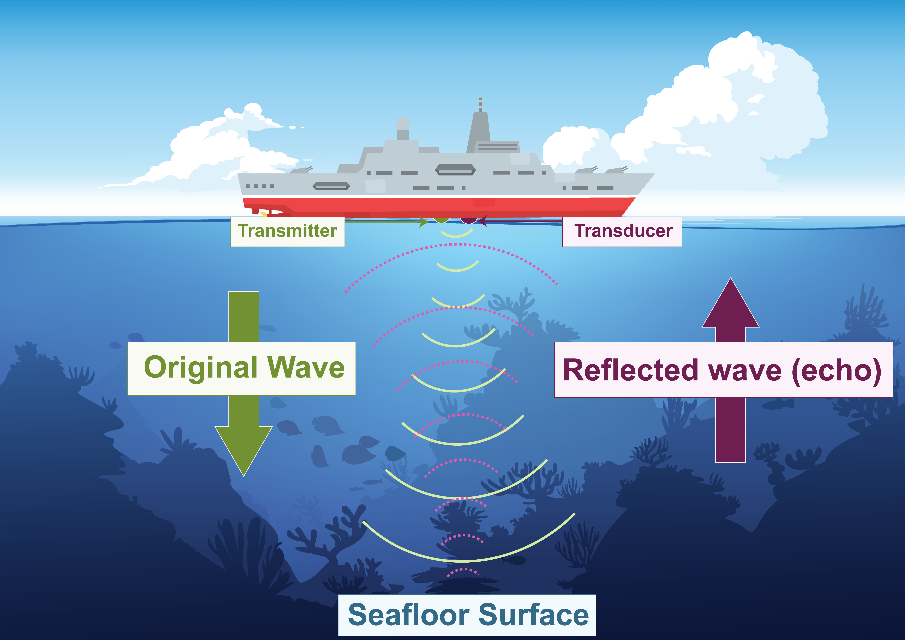 Transmitter
Transducer
Original Wave
Reflected wave (echo)
Seafloor Surface